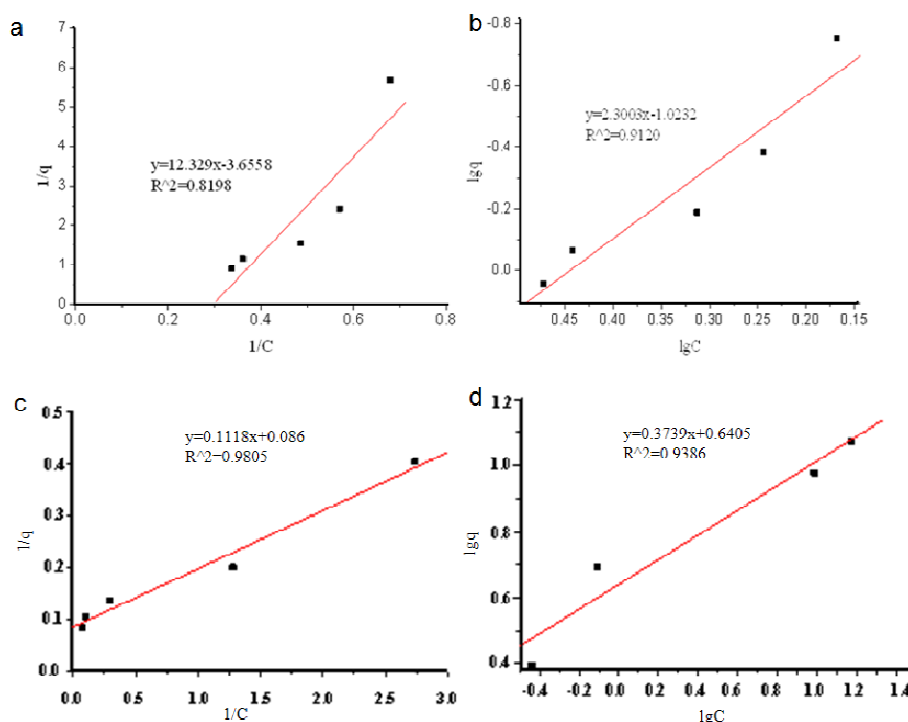 a
7
6
5
4
3
2
1
0
1/q
y=12.329x-3.6558
R^2=0.8198
0.0 0.2 0.4 0.6 0.8
1/C
b
-0.8
-0.4
-0.0
0.0
lgq
y=2.3003x-1.0232
R^2=0.9120
0.45 0.40 0.35 0.30 0.25 0.20 0.15
lgC
c
0.5
0.4
0.3
0.2
0.1
0.0
1/q
y=0.1118x+0.086
R^2=0.9805
0.0 0.5 1.0 1.5 2.0 2.5 3.0
1/C
d
1.2
1.0
0.8
0.6
0.4
lgq
y=0.3739x+0.6405
R^2=0.9386
-0.4 -0.2 0.0 0.2 0.4 0.6 0.8 1.0 1.2 1.4
lgC